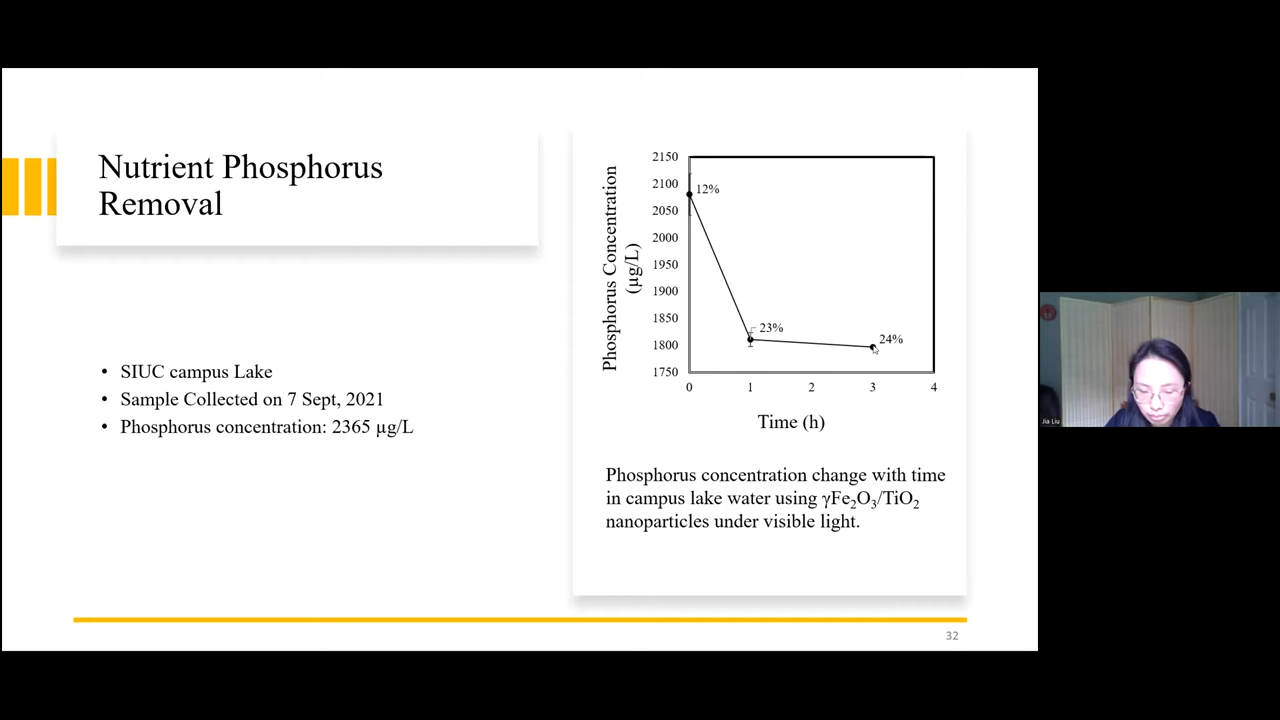 Nutrient Phosphorus
Removal
• SIUC campus Lake
• Sample Collected on 7 Sept, 2021
• Phosphorus concentration: 2365 µg/L
Phosphorus Concentration
(µg/L)
2150
2100
2050
2000
1950
1900
1850
1800
1750
12%
23%
24%
0 1 2 3 4
Time (h)
Phosphorus concentration change with time
in campus lake water using γFe₂O₃/TiO₂
nanoparticles under visible light.
32
Jia Liu